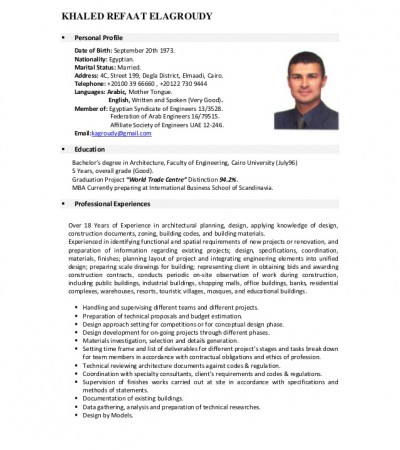 KHALED REFAAT ELAGROUDY
▪ Personal Profile
Date of Birth: September 20th 1973.
Nationality: Egyptian.
Marital Status: Married.
Address: 4C, Street 199, Degla District, Elmaadi, Cairo.
Telephone: +20100 39 66660 , +20122 730 9444
Languages: Arabic, Mother Tongue.
English, Written and Spoken (Very Good).
Member of: Egyptian Syndicate of Engineers 13/3528.
Federation of Arab Engineers 16/79515.
Affiliate Society of Engineers UAE 12-246.
Email:kagroudy@gmail.com
▪ Education
Bachelor's degree in Architecture, Faculty of Engineering, Cairo University (July96)
5 Years, overall grade (Good).
Graduation Project "World Trade Centre" Distinction 94.2%.
MBA Currently preparing at International Business School of Scandinavia.
▪ Professional Experiences
Over 18 Years of Experience in architectural planning, design, applying knowledge of design,
construction documents, zoning, building codes, and building materials.
Experienced in identifying functional and spatial requirements of new projects or renovation, and
preparation of information regarding existing projects; design, specifications, coordination,
materials, finishes; planning layout of project and integrating engineering elements into unified
design; preparing scale drawings for building; representing client in obtaining bids and awarding
construction contracts, conducts periodic on-site observation of work during construction,
including public buildings, industrial buildings, shopping malls, office buildings, banks, residential
complexes, warehouses, resorts, touristic villages, mosques, and educational buildings.
▪ Handling and supervising different teams and different projects.
▪ Preparation of technical proposals and budget estimation.
▪ Design approach setting for competitions or for conceptual design phase.
▪ Design development for on-going projects through different phases.
▪ Materials investigation, selection and details generation.
▪ Setting time frame and list of deliverables for different project's stages and tasks break down
for team members in accordance with contractual obligations and ethics of profession.
▪ Technical reviewing architecture documents against codes & regulation.
▪ Coordination with specialty consultants, client's requirements and codes & regulations.
▪ Supervision of finishes works carried out at site in accordance with specifications and
methods of statements.
▪ Documentation of existing buildings.
▪ Data gathering, analysis and preparation of technical researches.
▪ Design by Models.